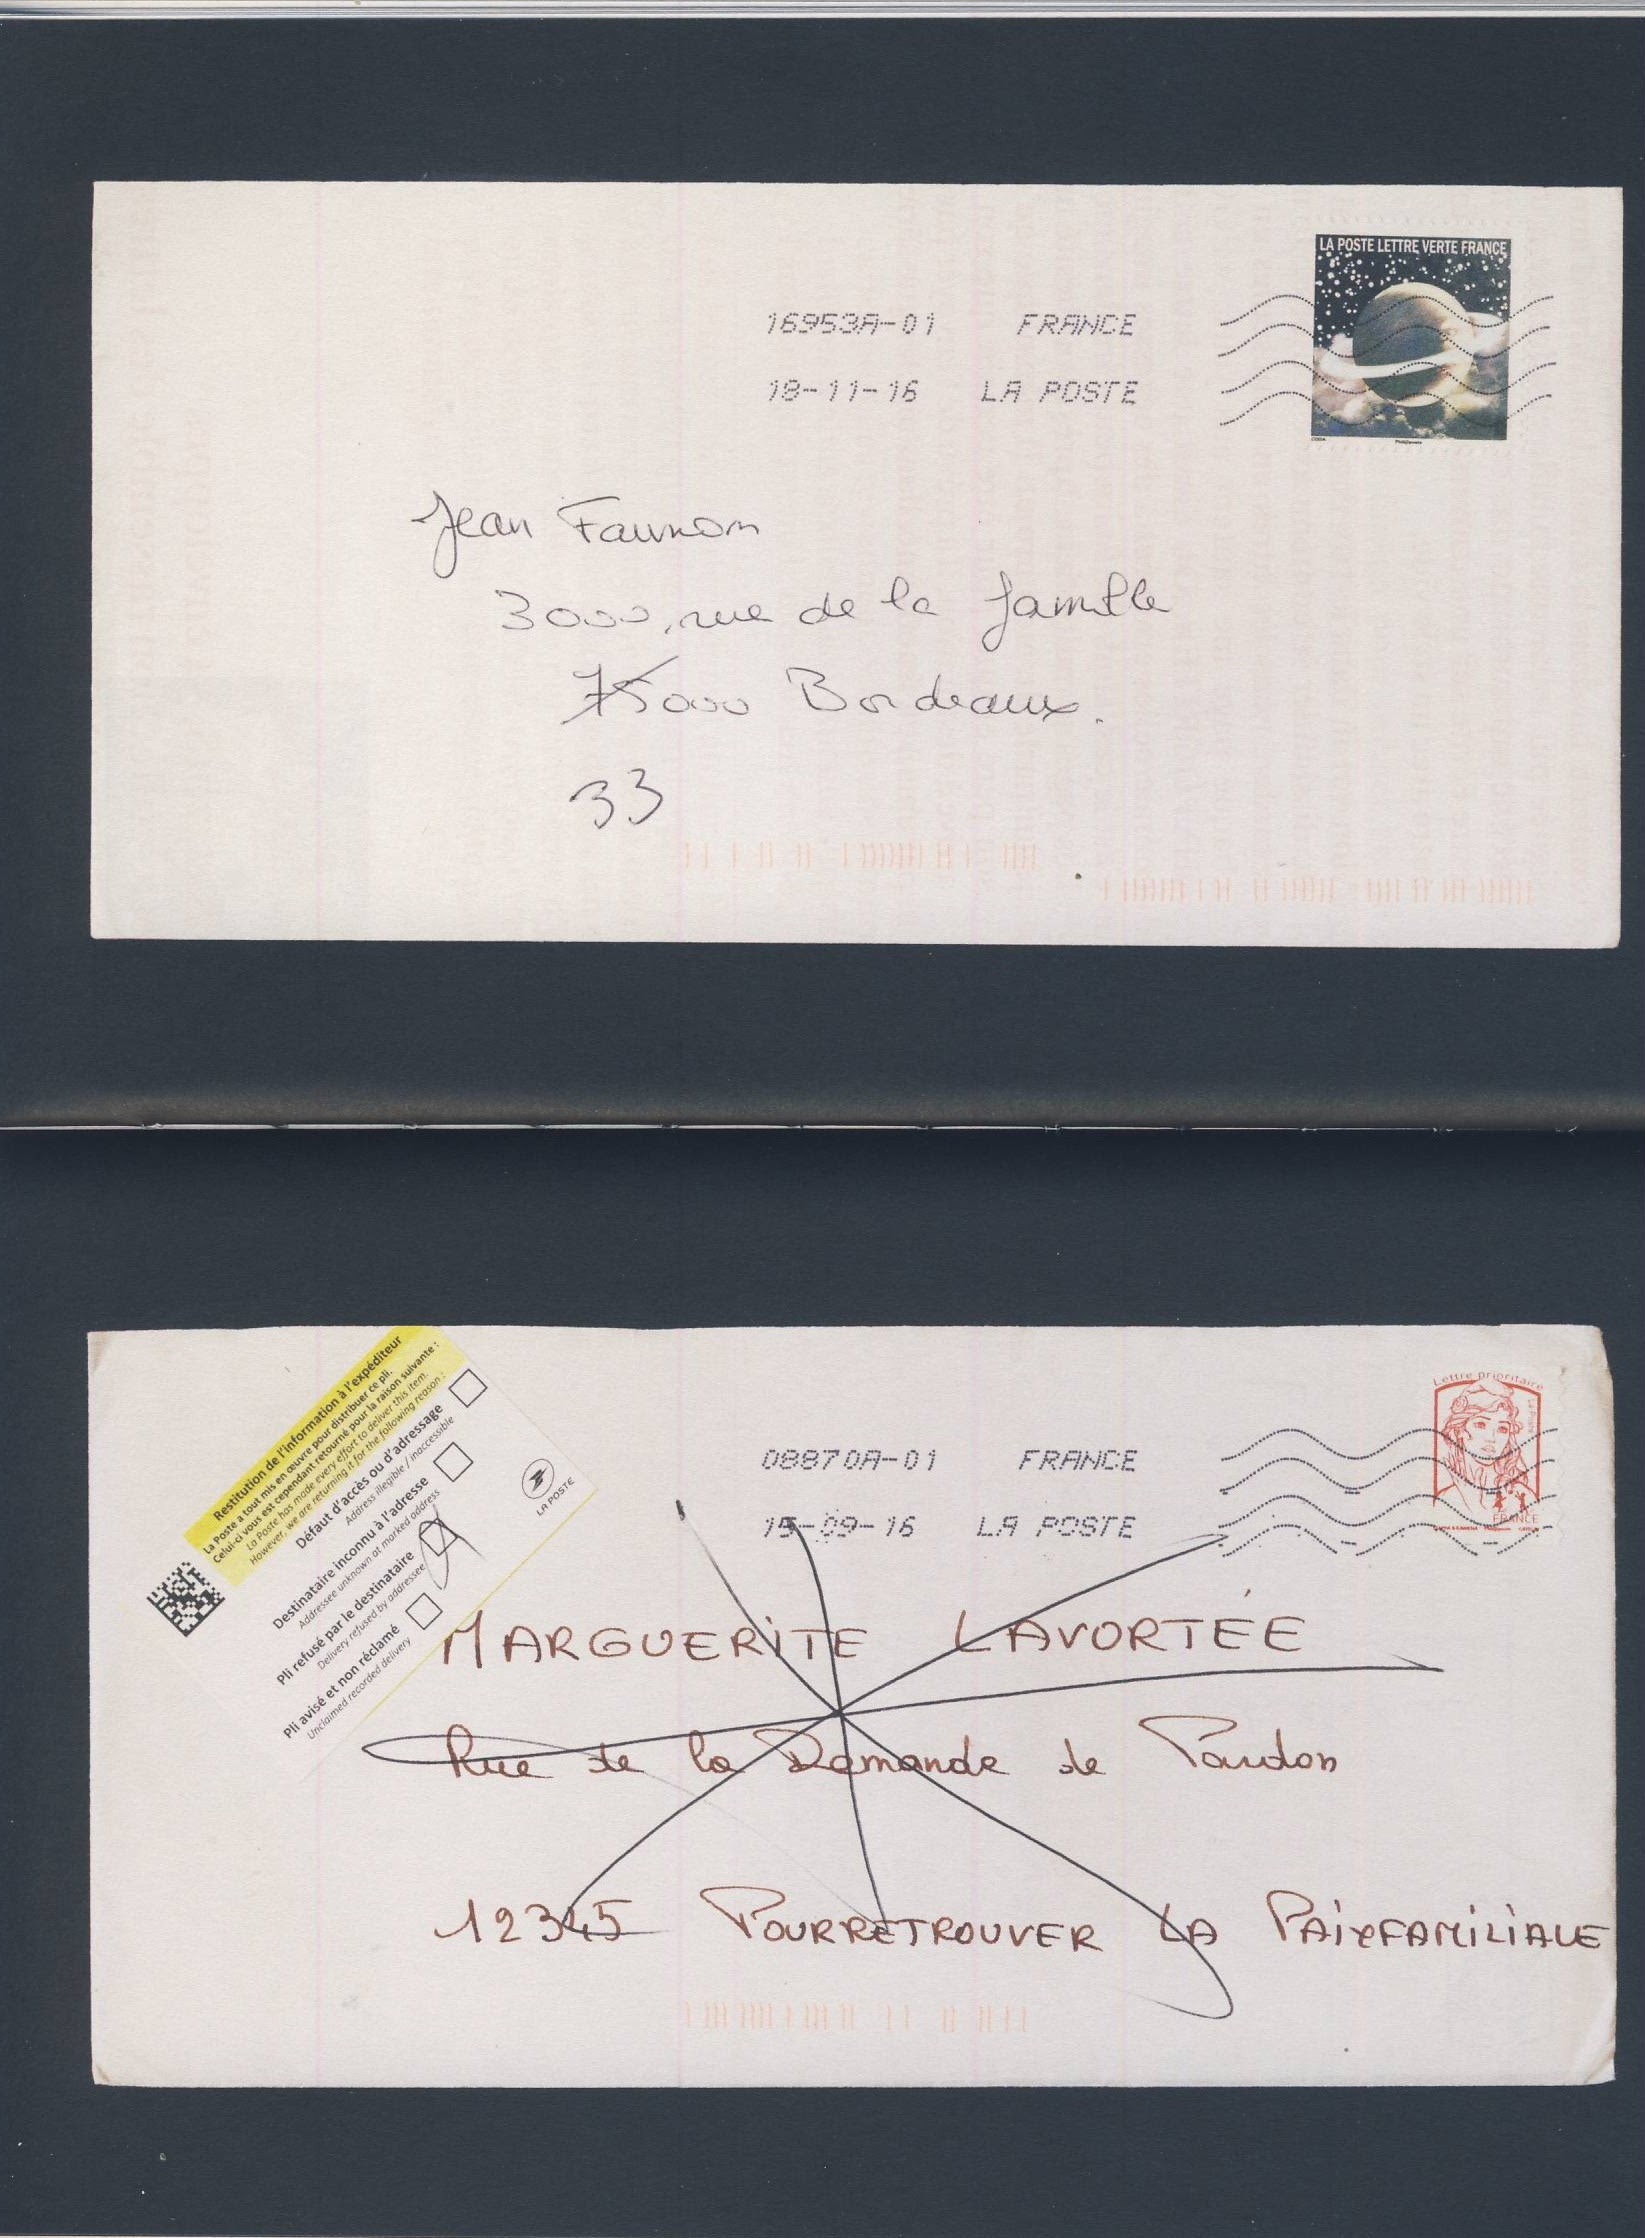 LA POSTE LETTRE VERTE FRANCE
16953A-01 FRANCE
18-11-16 LA POSTE
Jean Faunom
3000, rue de la famille
75000 Bordeaux.
33
Restitution de l'information à l'expéditeur
La Poste a tout mis en œuvre pour distribuer ce pli.
Celui-ci vous est cependant retourné pour la raison suivante :
La Poste has made every effort to deliver this item.
However, we are returning it for the following reason :
Défaut d'accès ou d'adressage
Address illegible / inaccessible
Destinataire inconnu à l'adresse
Addressee unknown at marked address
Pli refusé par le destinataire
Delivery refused by addressee
Pli avisé et non réclamé
Unclaimed recorded delivery
LA POSTE
Lettre prioritaire
La Poste
FRANCE
08870A-01 FRANCE
15-09-16 LA POSTE
MARGUERITE LAVORTÉE
Rue de la Demande de Pardon
12345 POURRETROUVER LA PAIXFAMILIALE